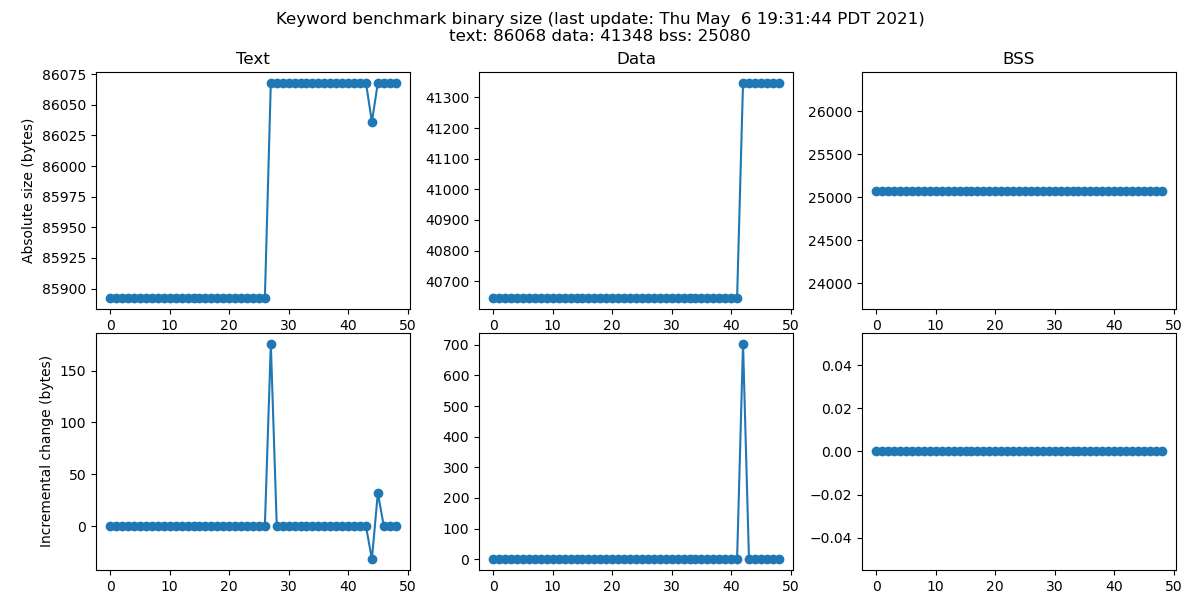 Keyword benchmark binary size (last update: Thu May  6 19:31:44 PDT 2021)
text: 86068 data: 41348 bss: 25080
Text
Data
BSS
Absolute size (bytes)
86075
86050
86025
86000
85975
85950
85925
85900
0 10 20 30 40 50
41300
41200
41100
41000
40900
40800
40700
0 10 20 30 40 50
26000
25500
25000
24500
24000
0 10 20 30 40 50
Incremental change (bytes)
150
100
50
0
0 10 20 30 40 50
700
600
500
400
300
200
100
0
0 10 20 30 40 50
0.04
0.02
0.00
−0.02
−0.04
0 10 20 30 40 50